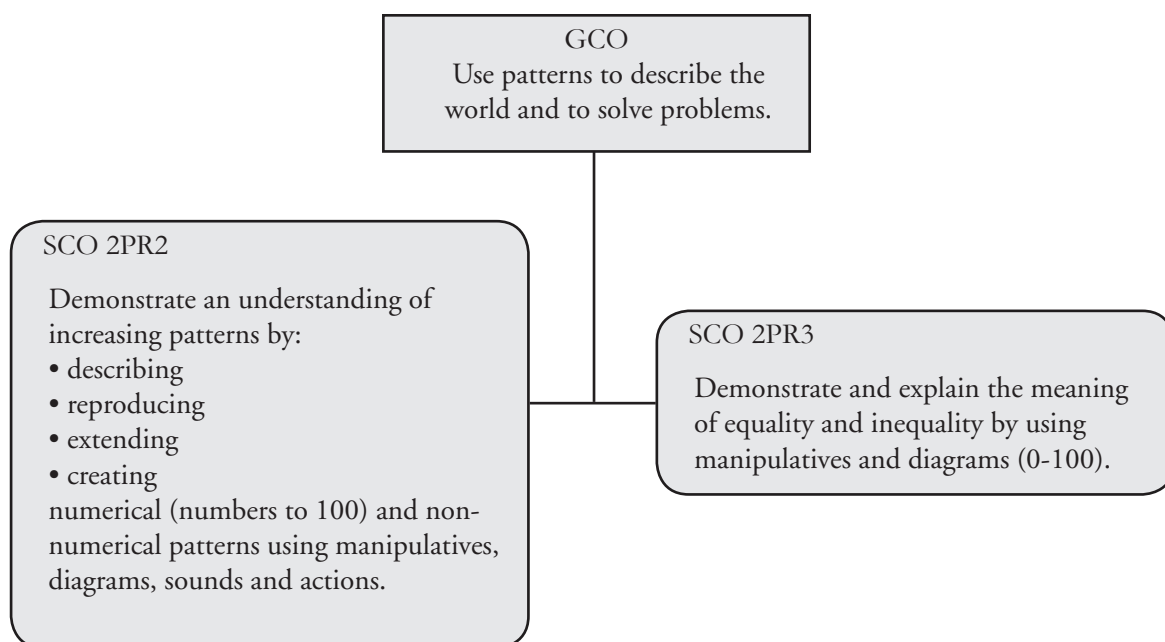 GCO
Use patterns to describe the
world and to solve problems.
SCO 2PR2
Demonstrate an understanding of
increasing patterns by:
• describing
• reproducing
• extending
• creating
numerical (numbers to 100) and non-
numerical patterns using manipulatives,
diagrams, sounds and actions.
SCO 2PR3
Demonstrate and explain the meaning
of equality and inequality by using
manipulatives and diagrams (0-100).